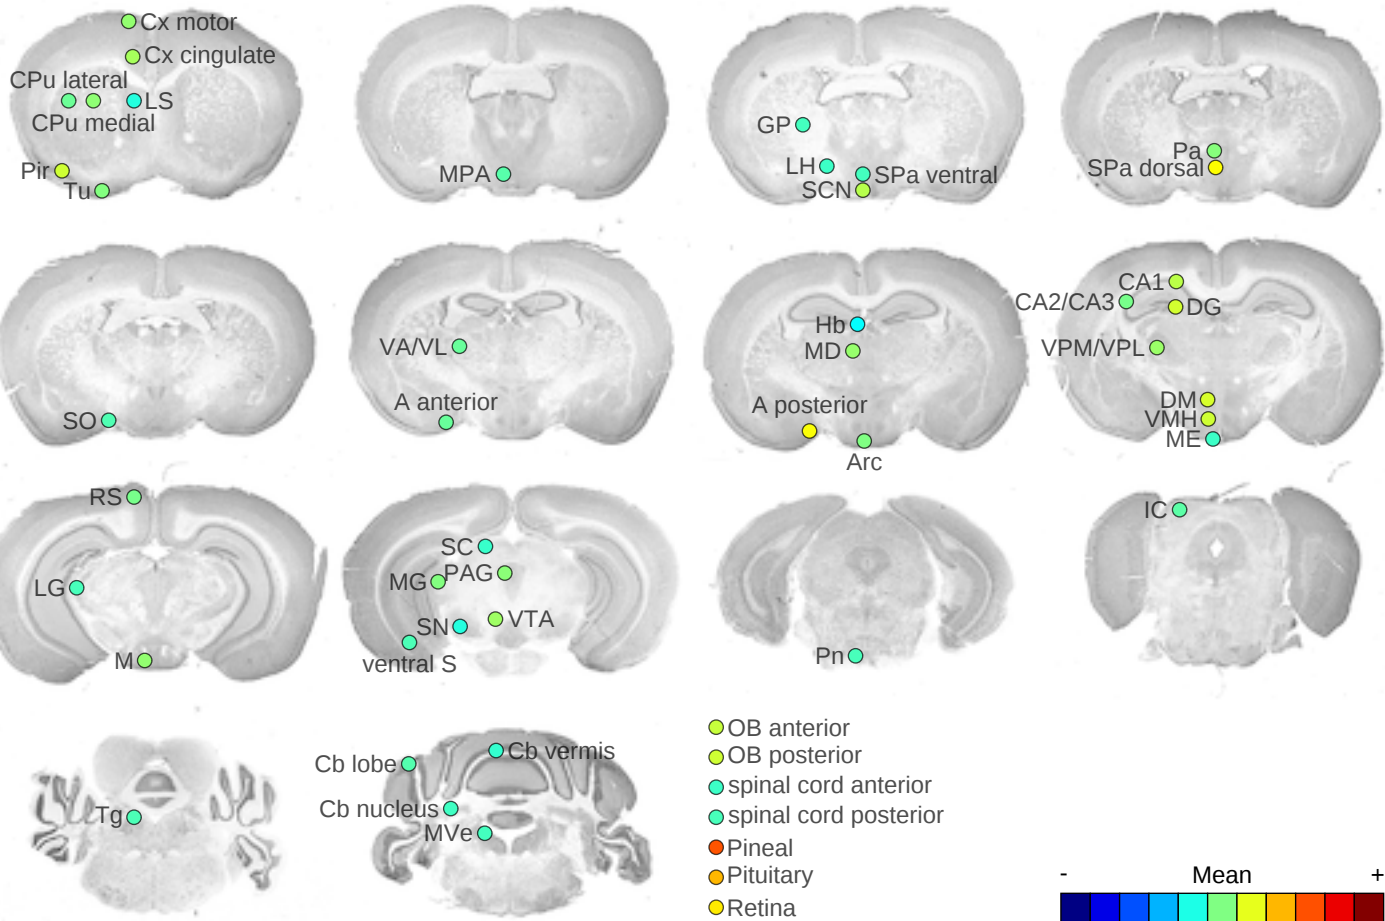 Cx motor
Cx cingulate
CPu lateral
LS
CPu medial
Pir
Tu
MPA
GP
LH
SPa ventral
SCN
Pa
SPa dorsal
SO
VA/VL
A anterior
Hb
MD
A posterior
Arc
CA1
CA2/CA3
DG
VPM/VPL
DM
VMH
ME
RS
LG
M
SC
MG
PAG
SN
VTA
ventral S
Pn
IC
Tg
Cb lobe
Cb vermis
Cb nucleus
MVe
OB anterior
OB posterior
spinal cord anterior
spinal cord posterior
Pineal
Pituitary
Retina
- Mean +